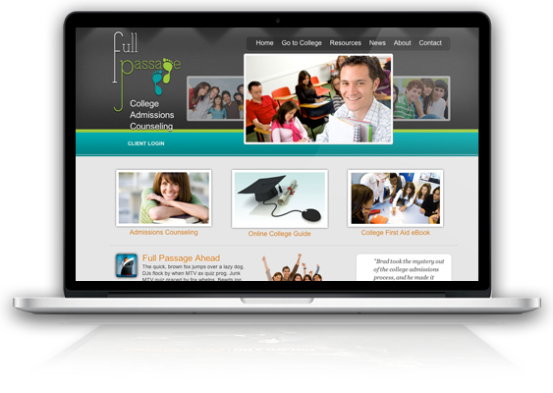 full
passage
College
Admissions
Counseling
Home Go to College Resources News About Contact
CLIENT LOGIN
Admissions Counseling
Online College Guide
College First Aid eBook
Full Passage Ahead
The quick, brown fox jumps over a lazy dog.
DJs flock by when MTV ax quiz prog. Junk
MTV quiz graced by fox whelps. Bawds jog,
"Brad took the mystery out
of the college admissions
process, and he made it